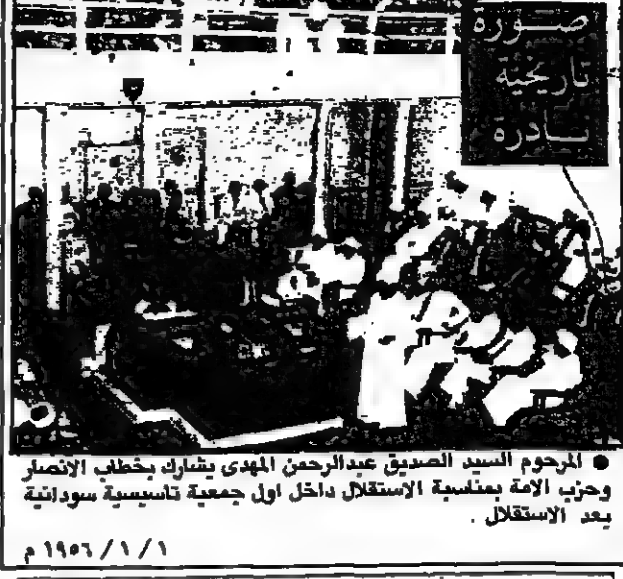 صورة
تاريخية
نادرة
● المرحوم السيد الصديق عبدالرحمن المهدى يشارك بخطاب الانصار
وحزب الامة بمناسبة الاستقلال داخل اول جمعية تاسيسية سودانية
بعد الاستقلال .
١ / ١ / ١٩٥٦ م